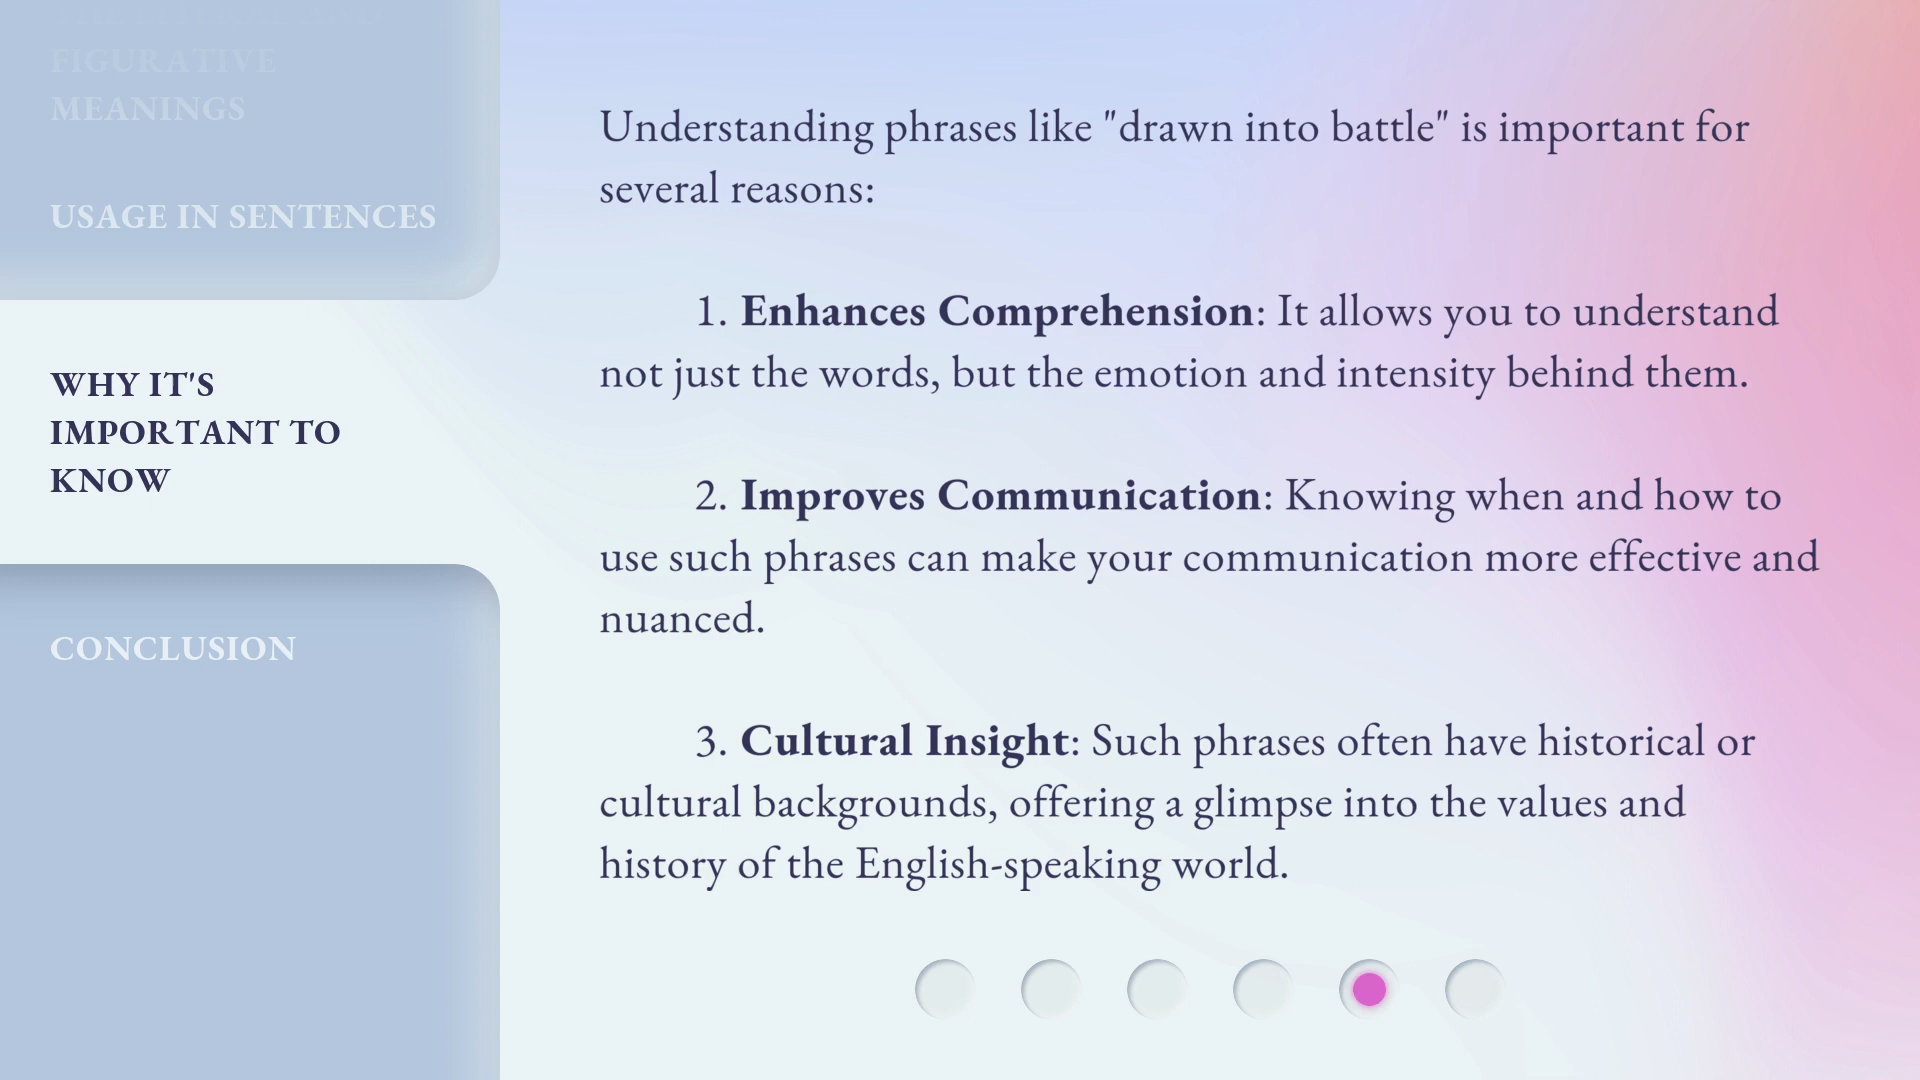 THE LITERAL AND
FIGURATIVE
MEANINGS
USAGE IN SENTENCES
WHY IT'S
IMPORTANT TO
KNOW
CONCLUSION
Understanding phrases like "drawn into battle" is important for
several reasons:
1. Enhances Comprehension: It allows you to understand
not just the words, but the emotion and intensity behind them.
2. Improves Communication: Knowing when and how to
use such phrases can make your communication more effective and
nuanced.
3. Cultural Insight: Such phrases often have historical or
cultural backgrounds, offering a glimpse into the values and
history of the English-speaking world.